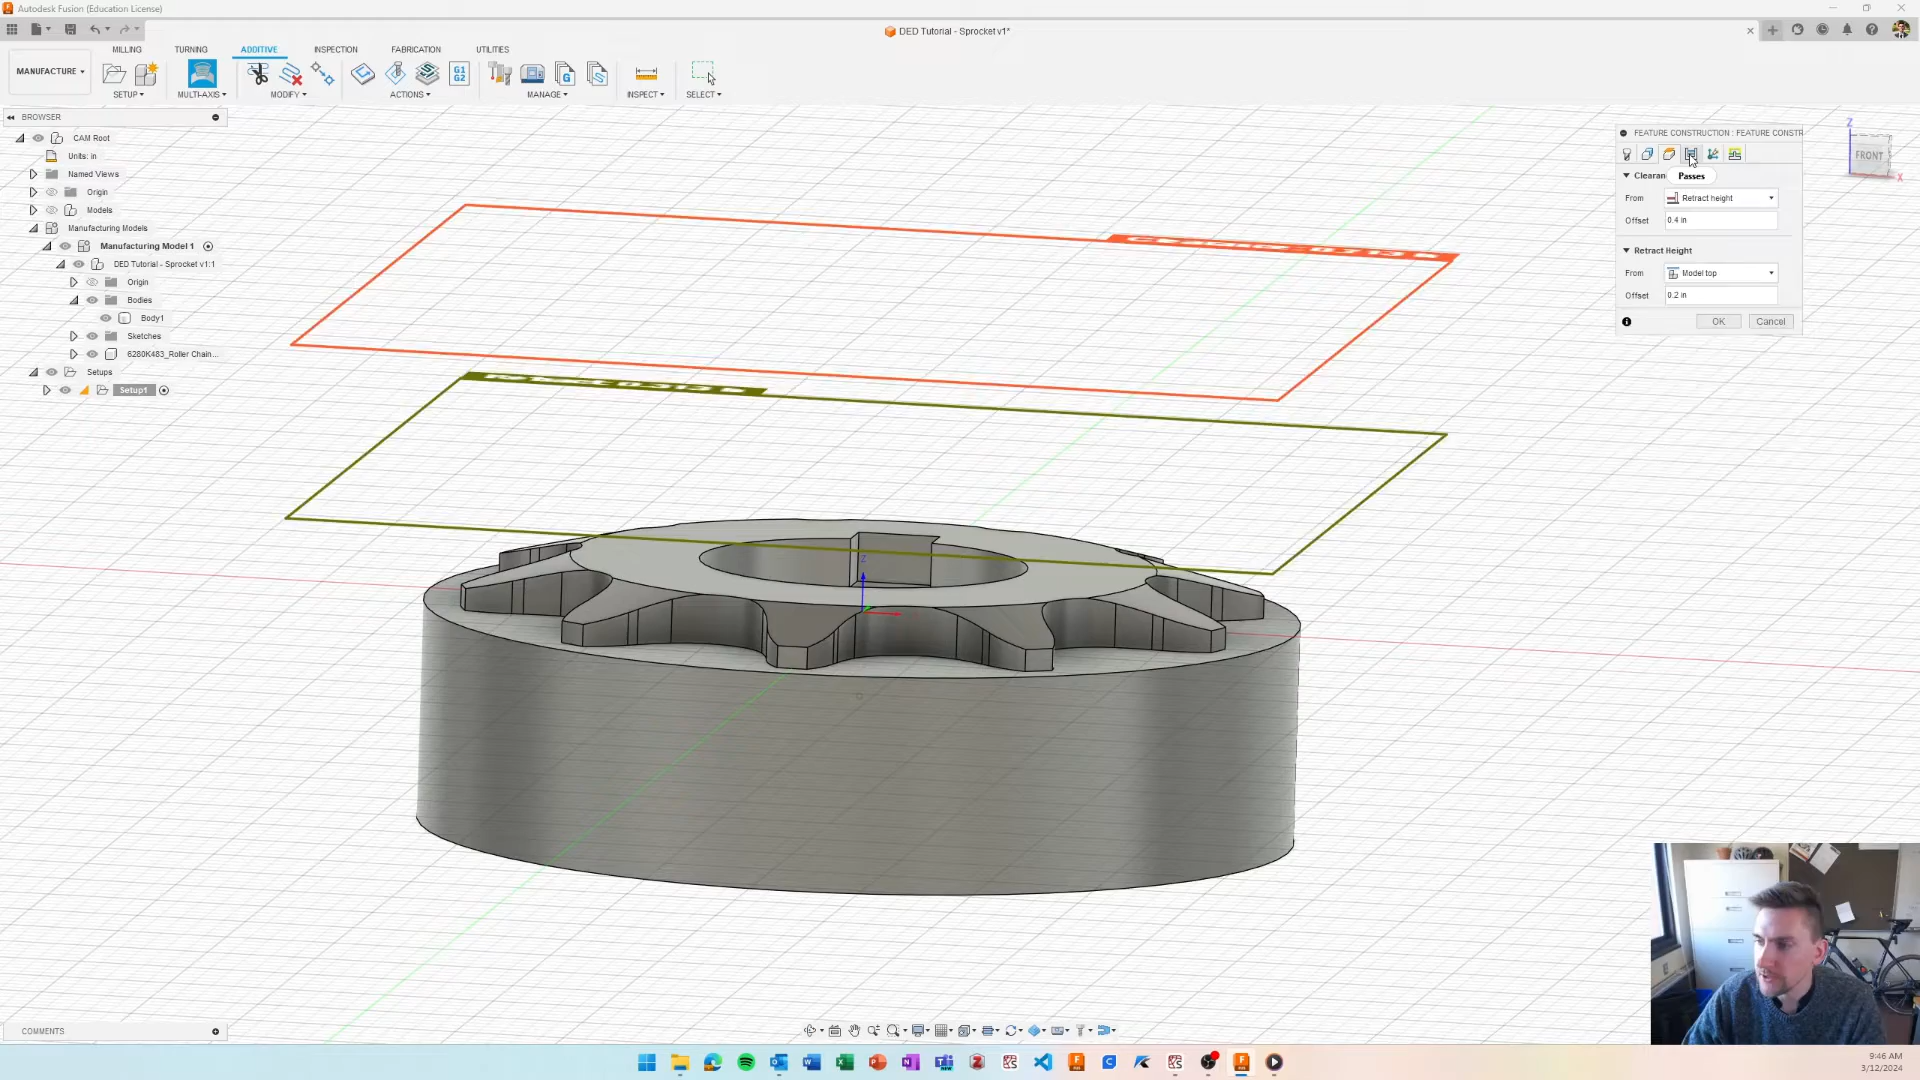 Autodesk Fusion (Education License)
DED Tutorial - Sprocket v1*
MILLING
TURNING
ADDITIVE
INSPECTION
FABRICATION
UTILITIES
MANUFACTURE
SETUP
MULTI-AXIS
MODIFY
ACTIONS
G1
G2
MANAGE
INSPECT
SELECT
BROWSER
CAM Root
Units: in
Named Views
Origin
Models
Manufacturing Models
Manufacturing Model 1
DED Tutorial - Sprocket v1:1
Origin
Bodies
Body1
Sketches
6280K483_Roller Chain...
Setups
Setup1
FEATURE CONSTRUCTION : FEATURE CONSTR
Clearan
Passes
From
Retract height
Offset
0.4 in
Retract Height
From
Model top
Offset
0.2 in
OK
Cancel
Z
FRONT
X
Z
COMMENTS
9:46 AM
3/12/2024